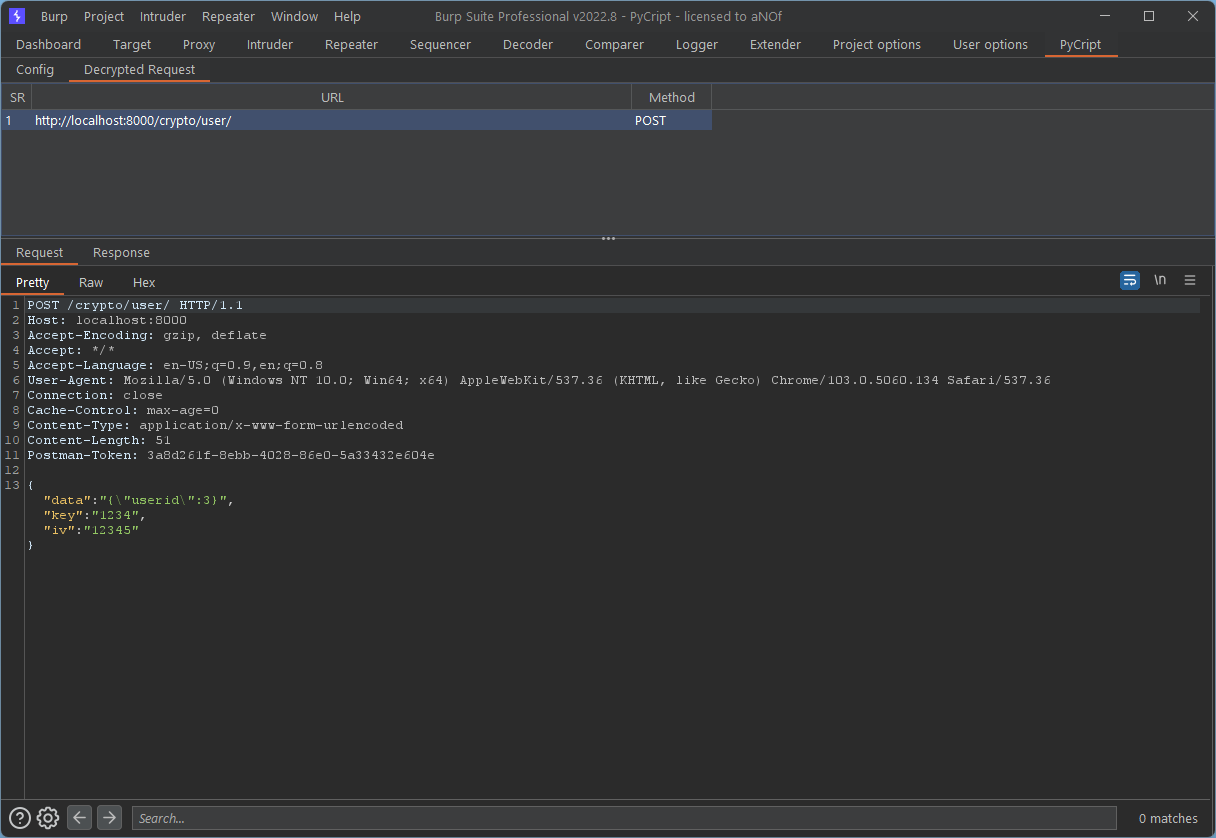 Burp Project Intruder Repeater Window Help Burp Suite Professional v2022.8 - PyCript - licensed to aNOf
Dashboard Target Proxy Intruder Repeater Sequencer Decoder Comparer Logger Extender Project options User options PyCript
Config Decrypted Request
SR URL Method
1 http://localhost:8000/crypto/user/ POST
Request Response
Pretty Raw Hex \n
1 POST /crypto/user/ HTTP/1.1
2 Host: localhost:8000
3 Accept-Encoding: gzip, deflate
4 Accept: */*
5 Accept-Language: en-US;q=0.9,en;q=0.8
6 User-Agent: Mozilla/5.0 (Windows NT 10.0; Win64; x64) AppleWebKit/537.36 (KHTML, like Gecko) Chrome/103.0.5060.134 Safari/537.36
7 Connection: close
8 Cache-Control: max-age=0
9 Content-Type: application/x-www-form-urlencoded
10 Content-Length: 51
11 Postman-Token: 3a8d261f-8ebb-4028-86e0-5a33432e604e
12
13 {
"data":"{\"userid\":3}",
"key":"1234",
"iv":"12345"
}
Search... 0 matches